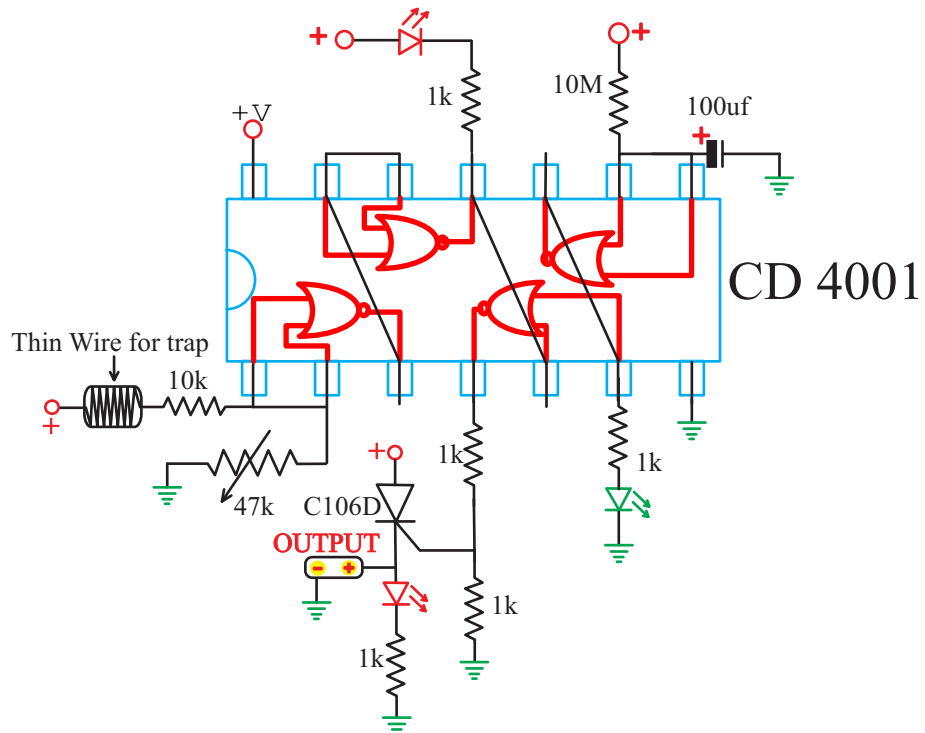 +
1k
+
10M
100uf
+
+V
CD 4001
Thin Wire for trap
10k
+
47k
+
C106D
1k
1k
OUTPUT
- +
1k
1k